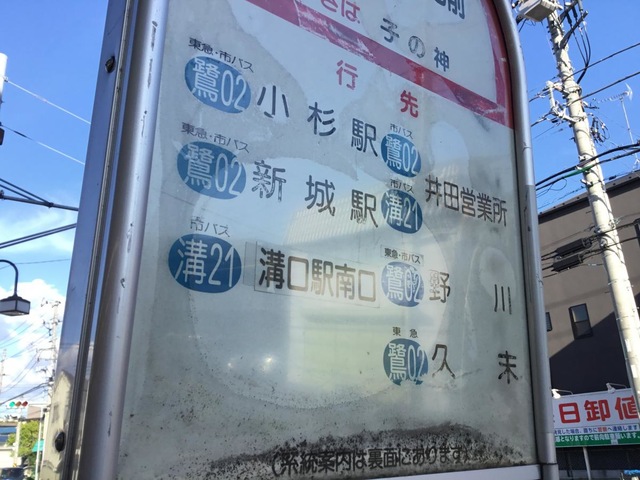 前
子の神
行先
東急・市バス
鷺02 小杉駅
東急・市バス
鷺02 新城駅
市バス
溝21 溝口駅南口
市バス
鷺02
市バス
溝21
井田営業所
東急・市バス
鷺02 野川
東急
鷺02 久末
(系統案内は裏面にあります)
日卸値